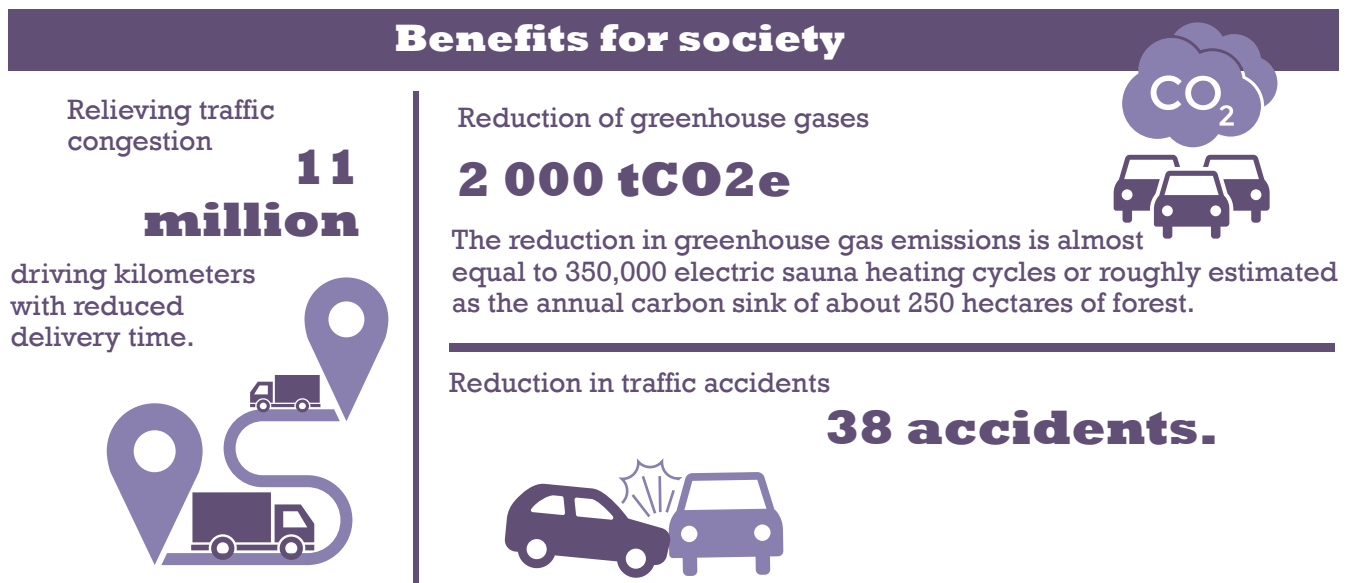 Benefits for society
Relieving traffic
congestion
11
million
driving kilometers
with reduced
delivery time.
CO2
Reduction of greenhouse gases
2 000 tCO2e
The reduction in greenhouse gas emissions is almost
equal to 350,000 electric sauna heating cycles or roughly estimated
as the annual carbon sink of about 250 hectares of forest.
Reduction in traffic accidents
38 accidents.